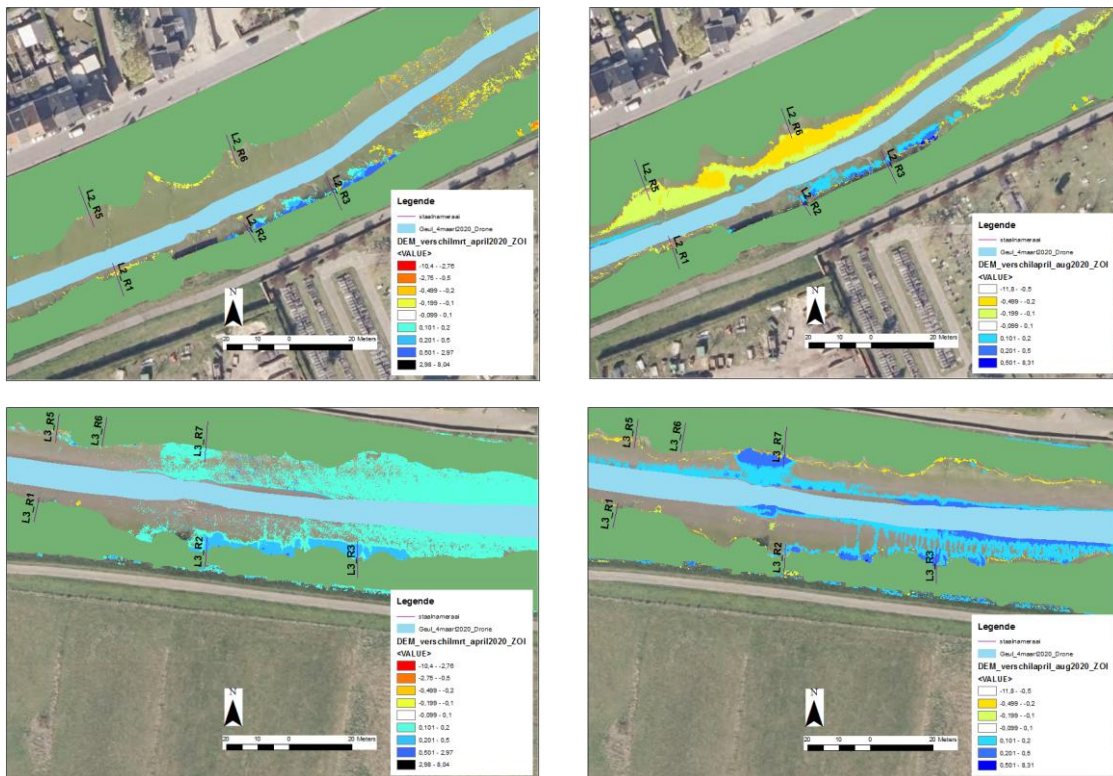 L2_R6
L2_R5
L2_R3
L2_R2
L2_R1
N
20 10 0 20 Meters
Legende
staalnameraai
Geul_4maart2020_Drone
DEM_verschilmrt_april2020_ZOI
<VALUE>
-10,4 - -2,76
-2,75 - -0,5
-0,499 - -0,2
-0,199 - -0,1
-0,099 - 0,1
0,101 - 0,2
0,201 - 0,5
0,501 - 2,97
2,98 - 8,04
L2_R6
L2_R5
L2_R3
L2_R2
L2_R1
N
20 10 0 20 Meters
Legende
staalnameraai
Geul_4maart2020_Drone
DEM_verschilapril_aug2020_ZOI
<VALUE>
-11,8 - -0,5
-0,499 - -0,2
-0,199 - -0,1
-0,099 - 0,1
0,101 - 0,2
0,201 - 0,5
0,501 - 8,31
L3_R5
L3_R6
L3_R7
L3_R1
L3_R2
L3_R3
N
20 10 0 20 Meters
Legende
staalnameraai
Geul_4maart2020_Drone
DEM_verschilmrt_april2020_ZOI
<VALUE>
-10,4 - -2,76
-2,75 - -0,5
-0,499 - -0,2
-0,199 - -0,1
-0,099 - 0,1
0,101 - 0,2
0,201 - 0,5
0,501 - 2,97
2,98 - 8,04
L3_R5
L3_R6
L3_R7
L3_R1
L3_R2
L3_R3
N
20 10 0 20 Meters
Legende
staalnameraai
Geul_4maart2020_Drone
DEM_verschilapril_aug2020_ZOI
<VALUE>
-11,8 - -0,5
-0,499 - -0,2
-0,199 - -0,1
-0,099 - 0,1
0,101 - 0,2
0,201 - 0,5
0,501 - 8,31